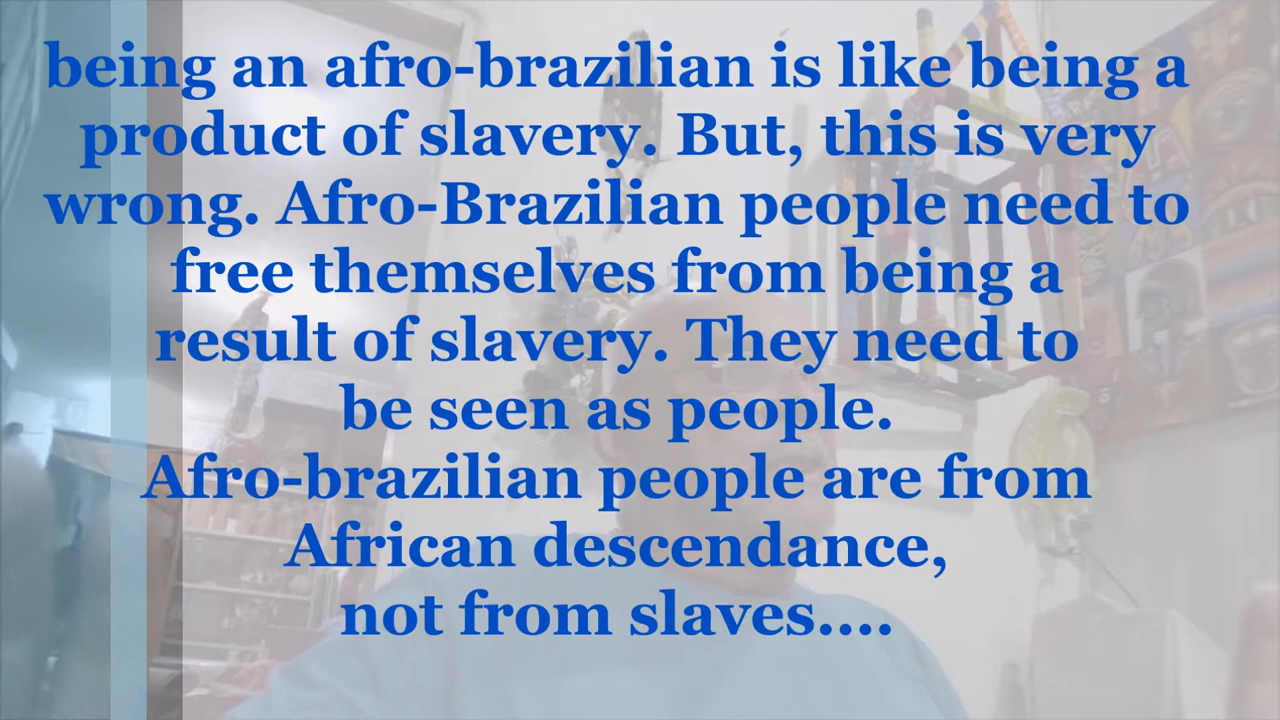 being an afro-brazilian is like being a
product of slavery. But, this is very
wrong. Afro-Brazilian people need to
free themselves from being a
result of slavery. They need to
be seen as people.
Afro-brazilian people are from
African descendance,
not from slaves....